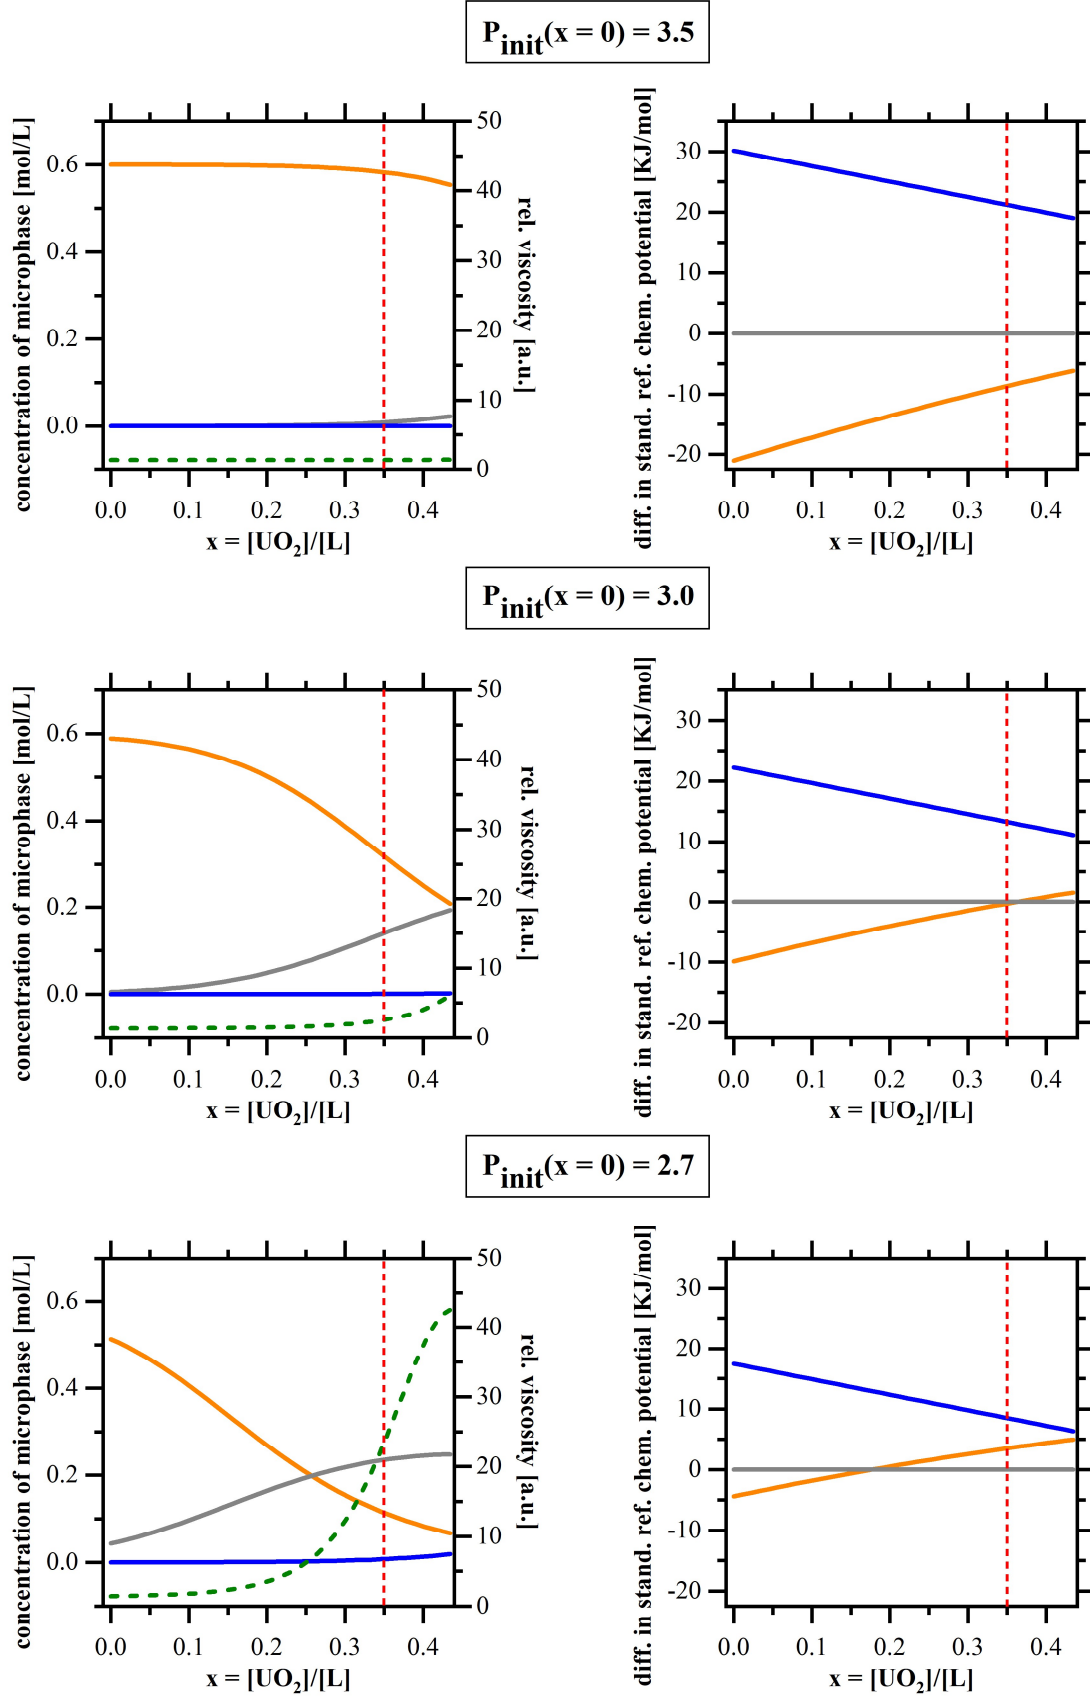 P_init(x = 0) = 3.5
concentration of microphase [mol/L]
0.6
0.4
0.2
0.0
50
40
30
20
10
0
rel. viscosity [a.u.]
0.0 0.1 0.2 0.3 0.4
x = [UO₂]/[L]
diff. in stand. ref. chem. potential [KJ/mol]
30
20
10
0
-10
-20
0.0 0.1 0.2 0.3 0.4
x = [UO₂]/[L]
P_init(x = 0) = 3.0
concentration of microphase [mol/L]
0.6
0.4
0.2
0.0
50
40
30
20
10
0
rel. viscosity [a.u.]
0.0 0.1 0.2 0.3 0.4
x = [UO₂]/[L]
diff. in stand. ref. chem. potential [KJ/mol]
30
20
10
0
-10
-20
0.0 0.1 0.2 0.3 0.4
x = [UO₂]/[L]
P_init(x = 0) = 2.7
concentration of microphase [mol/L]
0.6
0.4
0.2
0.0
50
40
30
20
10
0
rel. viscosity [a.u.]
0.0 0.1 0.2 0.3 0.4
x = [UO₂]/[L]
diff. in stand. ref. chem. potential [KJ/mol]
30
20
10
0
-10
-20
0.0 0.1 0.2 0.3 0.4
x = [UO₂]/[L]